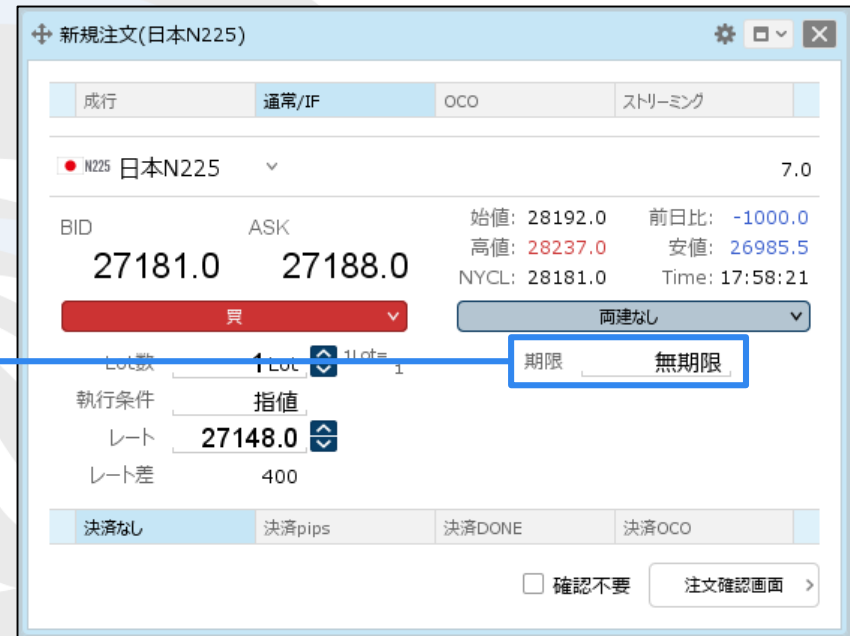 新規注文(日本N225)
成行 通常/IF OCO ストリーミング
N225 日本N225 7.0
BID ASK 始値: 28192.0 前日比: -1000.0
27181.0 27188.0 高値: 28237.0 安値: 26985.5
NYCL: 28181.0 Time: 17:58:21
買 両建なし
Lot数 1 Lot 1Lot= 1 期限 無期限
執行条件 指値
レート 27148.0
レート差 400
決済なし 決済pips 決済DONE 決済OCO
確認不要 注文確認画面